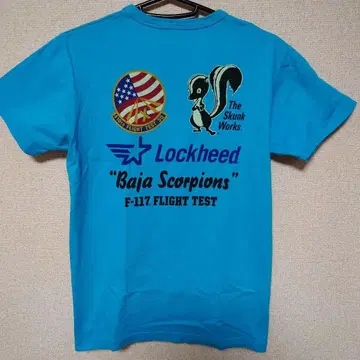 The
Skunk
Works.
Lockheed
"Baja Scorpions"
F-117, FLIGHT TEST